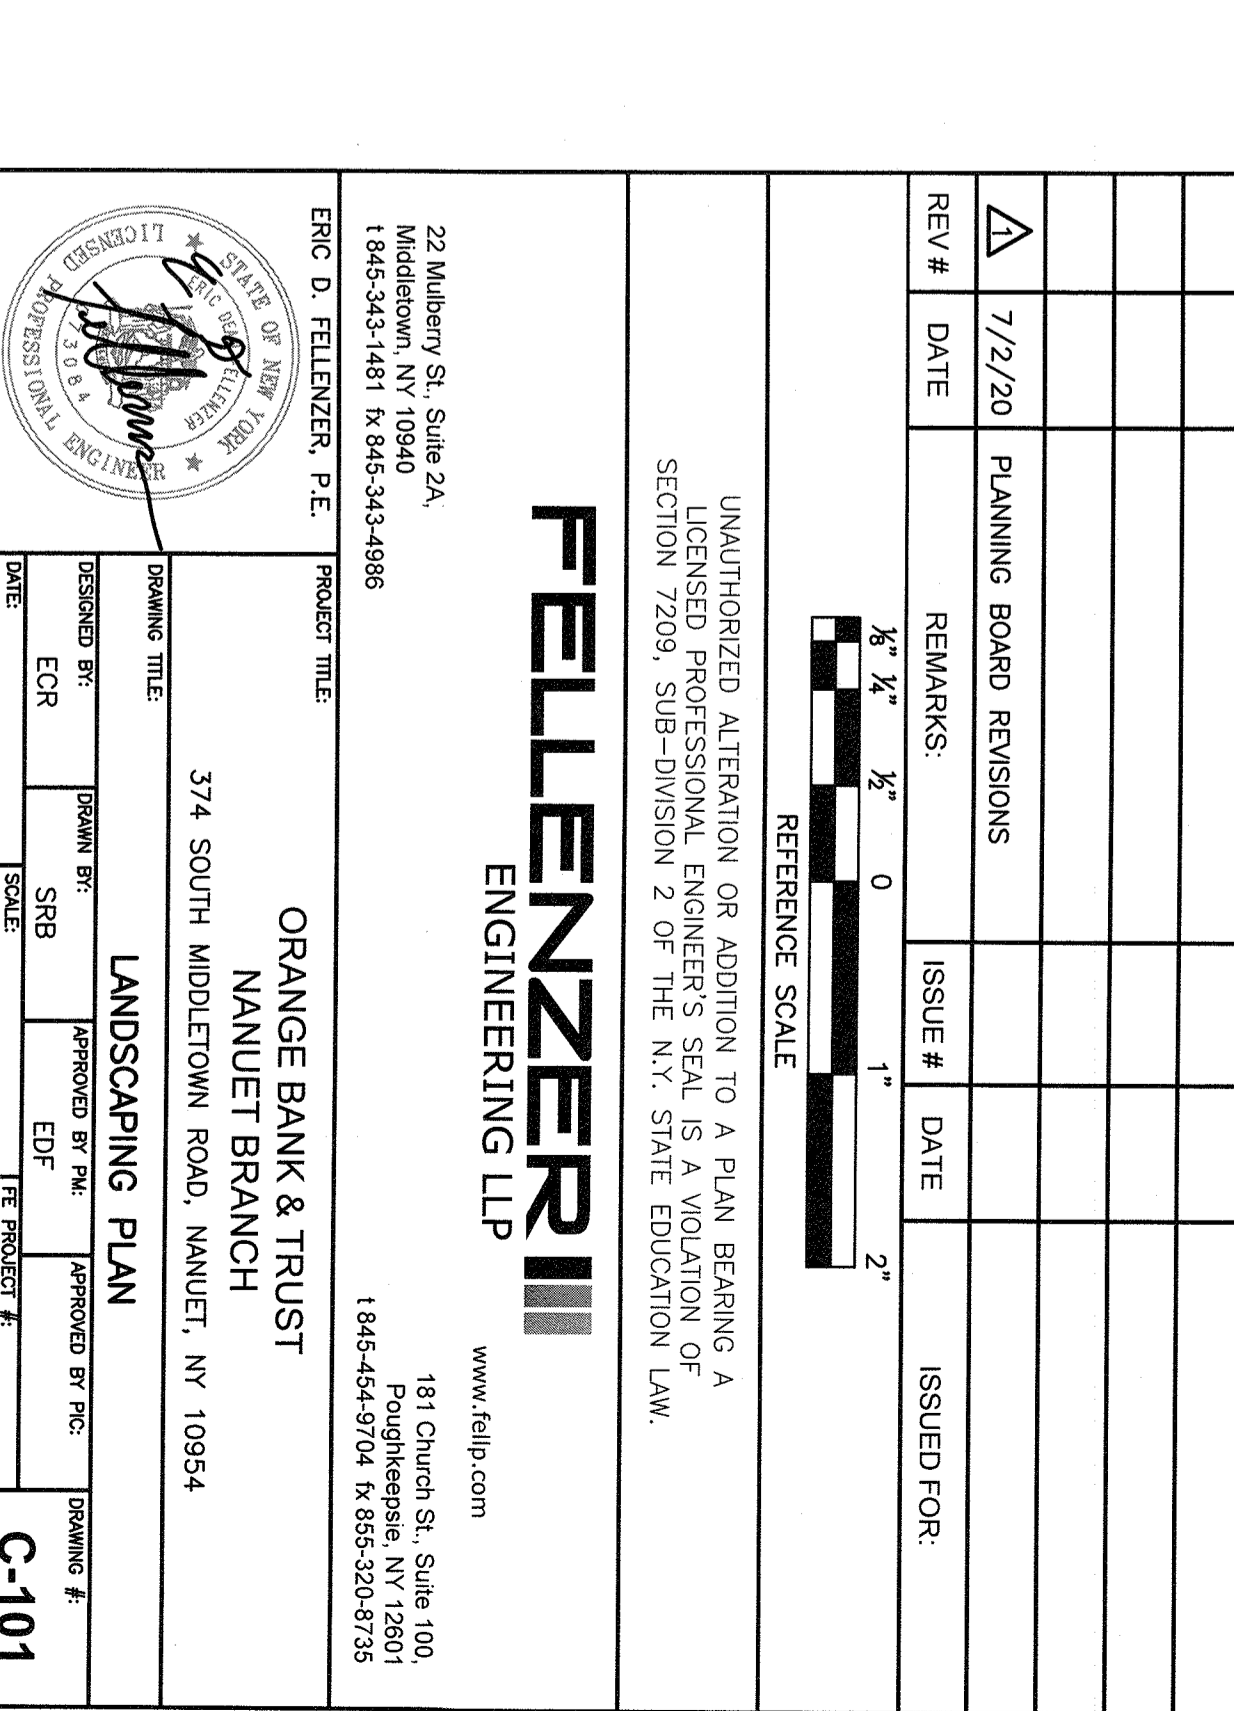 1
7/2/20
PLANNING BOARD REVISIONS
REV #
DATE
REMARKS:
ISSUE #
DATE
ISSUED FOR:
⅛" ¼" ½" 0 1" 2"
REFERENCE SCALE
UNAUTHORIZED ALTERATION OR ADDITION TO A PLAN BEARING A
LICENSED PROFESSIONAL ENGINEER'S SEAL IS A VIOLATION OF
SECTION 7209, SUB-DIVISION 2 OF THE N.Y. STATE EDUCATION LAW.
FELLENZER
ENGINEERING LLP
www.fellp.com
22 Mulberry St., Suite 2A,
Middletown, NY 10940
t 845-343-1481 fx 845-343-4986
181 Church St., Suite 100,
Poughkeepsie, NY 12601
t 845-454-9704 fx 855-320-8735
ERIC D. FELLENZER, P.E.
STATE OF NEW YORK
LICENSED PROFESSIONAL ENGINEER
PROJECT TITLE:
ORANGE BANK & TRUST
NANUET BRANCH
374 SOUTH MIDDLETOWN ROAD, NANUET, NY 10954
DRAWING TITLE:
LANDSCAPING PLAN
DESIGNED BY:
ECR
DRAWN BY:
SRB
APPROVED BY PM:
EDF
APPROVED BY PIC:
DRAWING #:
C-101
DATE:
SCALE:
FE PROJECT #: